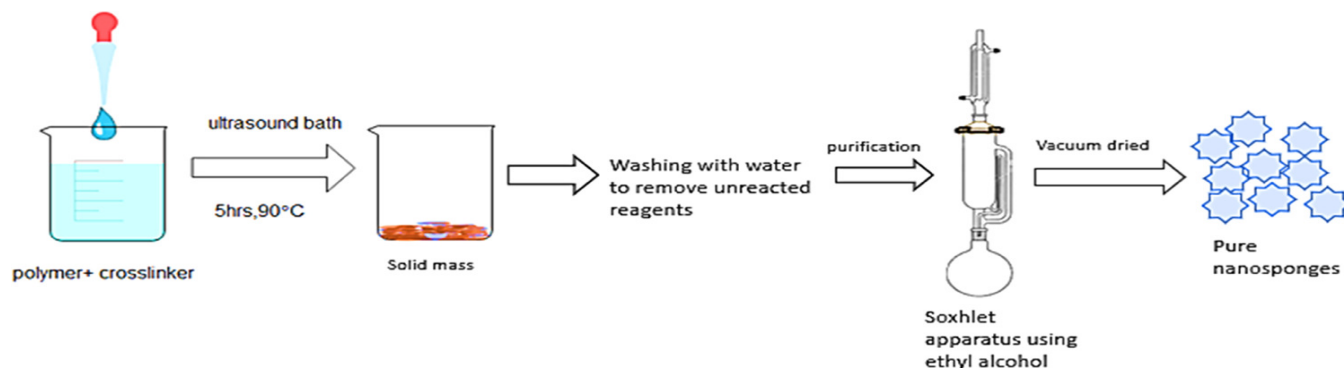 ultrasound bath
5hrs,90°C
polymer+ crosslinker
Solid mass
Washing with water
to remove unreacted
reagents
purification
Soxhlet
apparatus using
ethyl alcohol
Vacuum dried
Pure
nanosponges